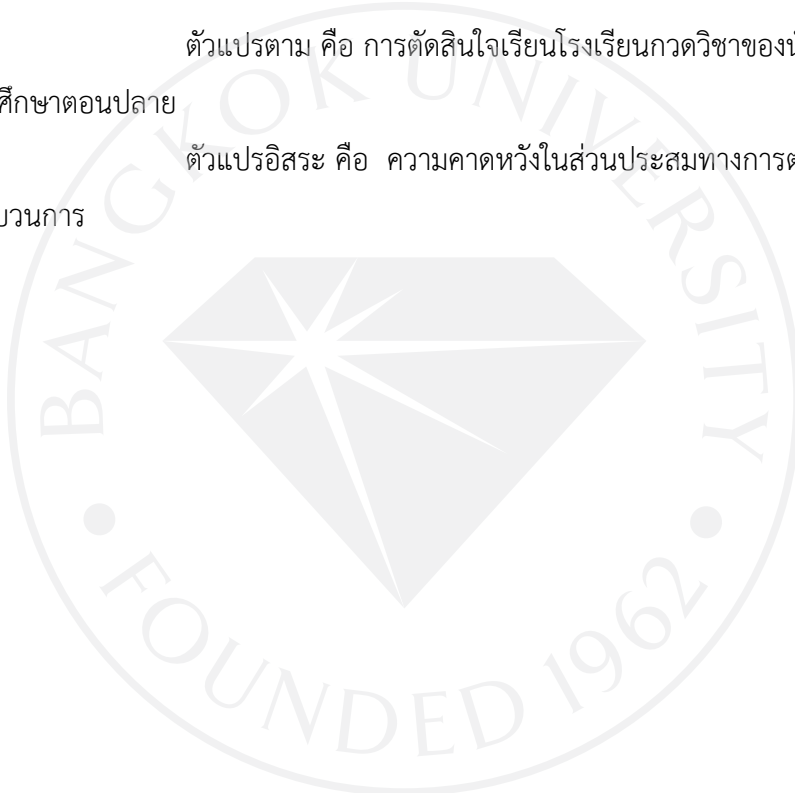 ตัวแปรตาม คือ การตัดสินใจเรียนโรงเรียนกวดวิชาของ
ศึกษาตอนปลาย
ตัวแปรอิสระ คือ ความคาดหวังในส่วนประสมทางการ
บวนการ
BANGKOK UNIVERSITY
FOUNDED 1962